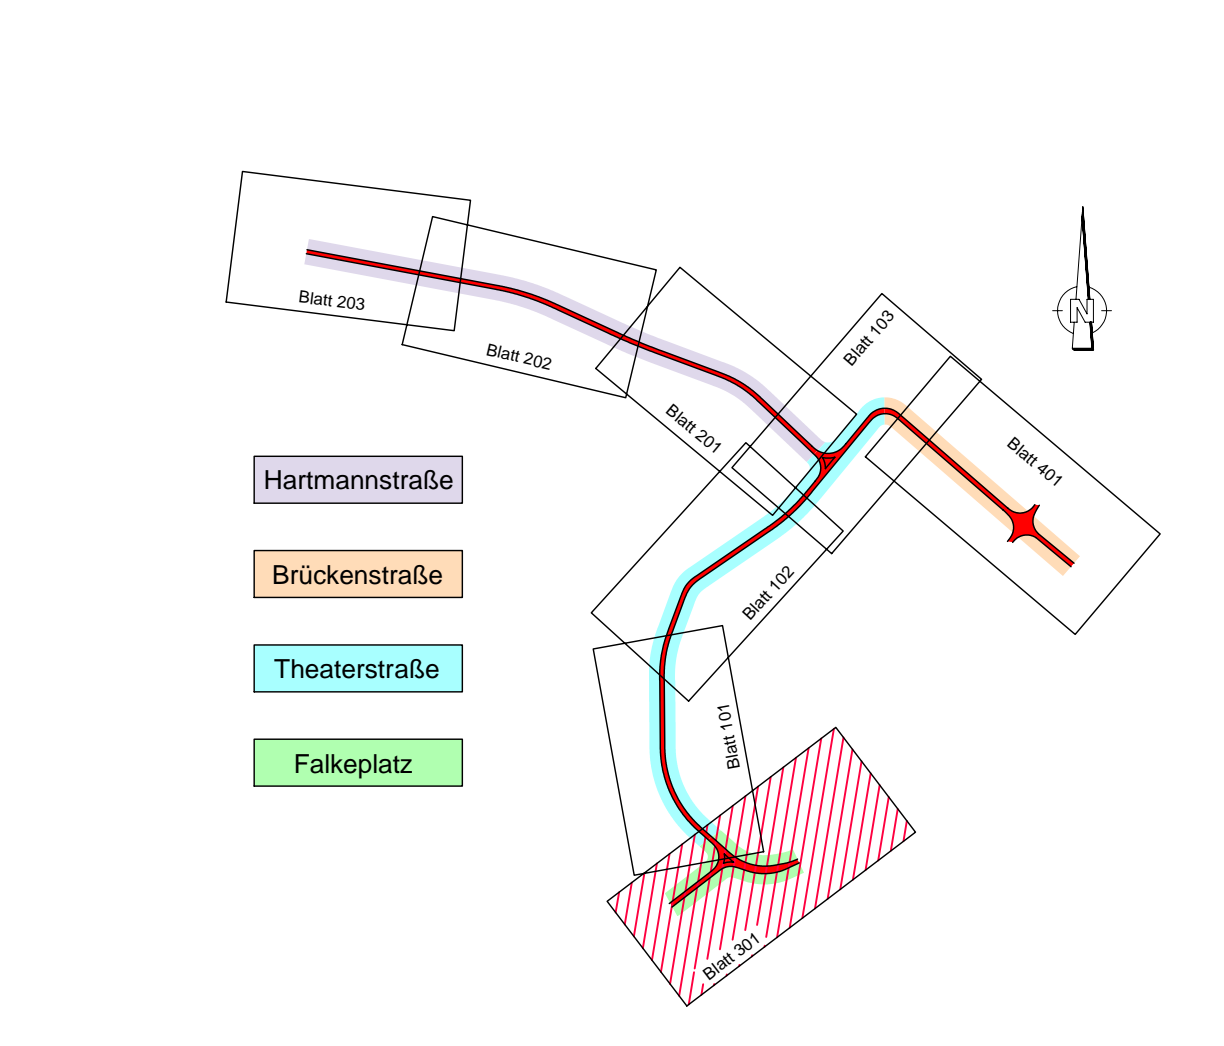 Blatt 203
Blatt 202
Blatt 201
Blatt 103
N
Blatt 401
Hartmannstraße
Brückenstraße
Blatt 102
Theaterstraße
Blatt 101
Falkeplatz
Blatt 301